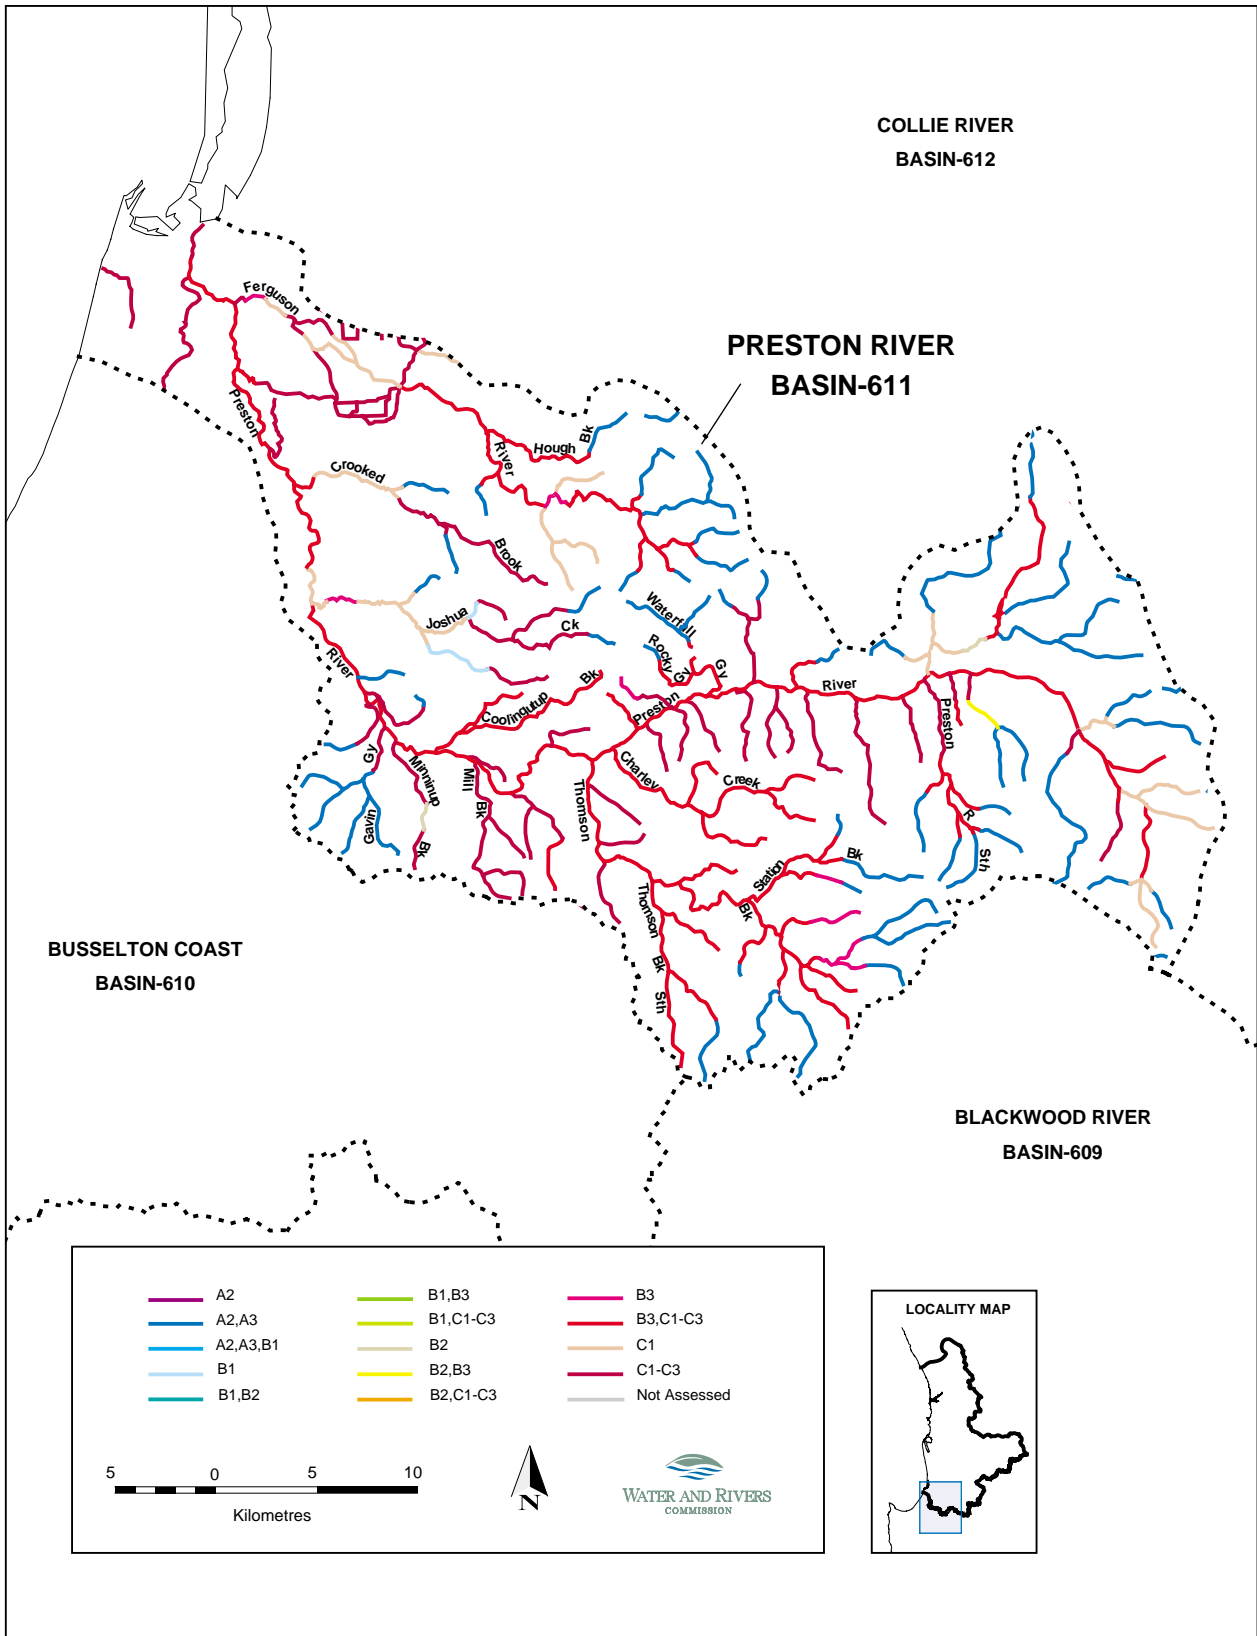 COLLIE RIVER
BASIN-612
PRESTON RIVER
BASIN-611
Ferguson
Preston
River
Hough
Bk
Crooked
Brook
Joshua
Ck
Waterfall
Gy
Rocky
Gy
River
Coolingutup
Bk
Preston
River
Preston
R
Sth
Gy
Gavin
Minninup
Bk
Mill
Bk
Thomson
Charley
Creek
Station
Bk
Bk
Thomson
Bk
Sth
BUSSELTON COAST
BASIN-610
BLACKWOOD RIVER
BASIN-609
A2
A2,A3
A2,A3,B1
B1
B1,B2
B1,B3
B1,C1-C3
B2
B2,B3
B2,C1-C3
B3
B3,C1-C3
C1
C1-C3
Not Assessed
5 0 5 10
Kilometres
N
WATER AND RIVERS
COMMISSION
LOCALITY MAP